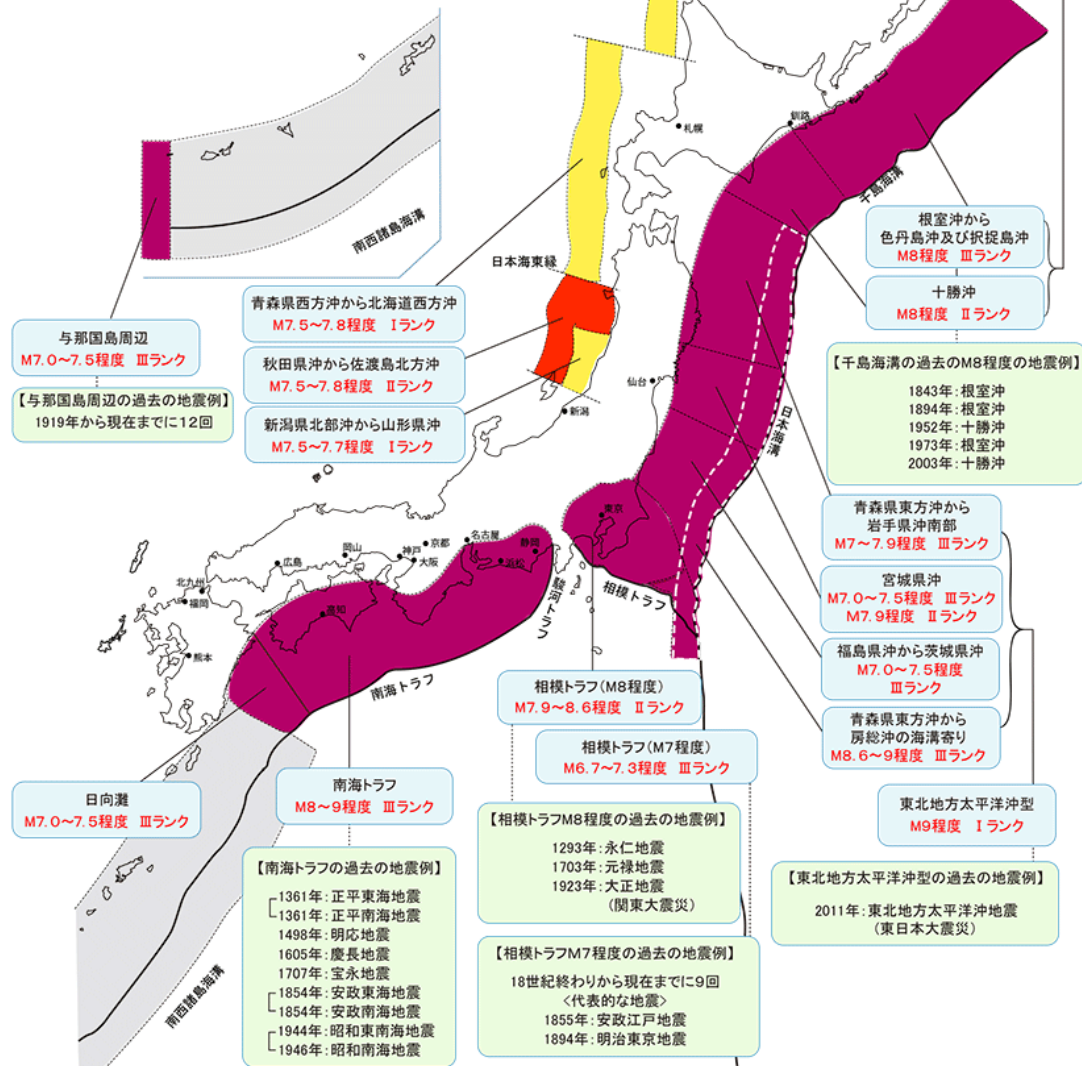 札幌
釧路
千島海溝
南西諸島海溝
日本海東縁
根室沖から
色丹島沖及び択捉島沖
M8程度 Ⅲランク
十勝沖
M8程度 Ⅱランク
【千島海溝の過去のM8程度の地震例】
1843年：根室沖
1894年：根室沖
1952年：十勝沖
1973年：根室沖
2003年：十勝沖
青森県西方沖から北海道西方沖
M7.5～7.8程度 Ⅰランク
秋田県沖から佐渡島北方沖
M7.5～7.8程度 Ⅱランク
新潟県北部沖から山形県沖
M7.5～7.7程度 Ⅰランク
与那国島周辺
M7.0～7.5程度 Ⅲランク
【与那国島周辺の過去の地震例】
1919年から現在までに12回
仙台
新潟
日本海溝
東京
名古屋
静岡
浜松
京都
神戸
大阪
岡山
広島
北九州
福岡
高知
熊本
駿河トラフ
相模トラフ
南海トラフ
青森県東方沖から
岩手県沖南部
M7～7.9程度 Ⅲランク
宮城県沖
M7.0～7.5程度 Ⅲランク
M7.9程度 Ⅱランク
福島県沖から茨城県沖
M7.0～7.5程度
Ⅲランク
青森県東方沖から
房総沖の海溝寄り
M8.6～9程度 Ⅲランク
東北地方太平洋沖型
M9程度 Ⅰランク
【東北地方太平洋沖型の過去の地震例】
2011年：東北地方太平洋沖地震
(東日本大震災)
相模トラフ(M8程度)
M7.9～8.6程度 Ⅱランク
相模トラフ(M7程度)
M6.7～7.3程度 Ⅲランク
【相模トラフM8程度の過去の地震例】
1293年：永仁地震
1703年：元禄地震
1923年：大正地震
(関東大震災)
【相模トラフM7程度の過去の地震例】
18世紀終わりから現在までに9回
<代表的な地震>
1855年：安政江戸地震
1894年：明治東京地震
日向灘
M7.0～7.5程度 Ⅲランク
南海トラフ
M8～9程度 Ⅲランク
【南海トラフの過去の地震例】
1361年：正平東海地震
1361年：正平南海地震
1498年：明応地震
1605年：慶長地震
1707年：宝永地震
1854年：安政東海地震
1854年：安政南海地震
1944年：昭和東南海地震
1946年：昭和南海地震
南西諸島海溝